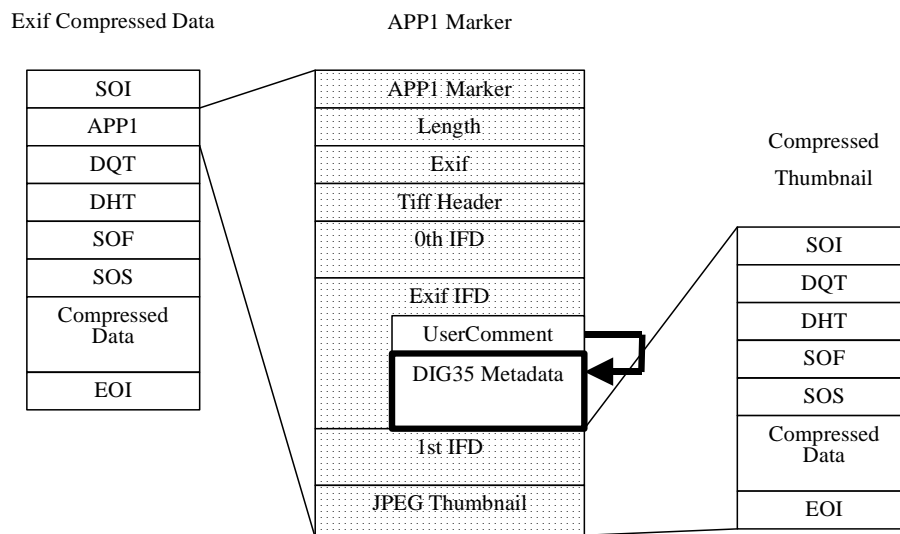 Exif Compressed Data
SOI
APP1
DQT
DHT
SOF
SOS
Compressed
Data
EOI
APP1 Marker
APP1 Marker
Length
Exif
Tiff Header
0th IFD
Exif IFD
UserComment
DIG35 Metadata
1st IFD
JPEG Thumbnail
Compressed
Thumbnail
SOI
DQT
DHT
SOF
SOS
Compressed
Data
EOI